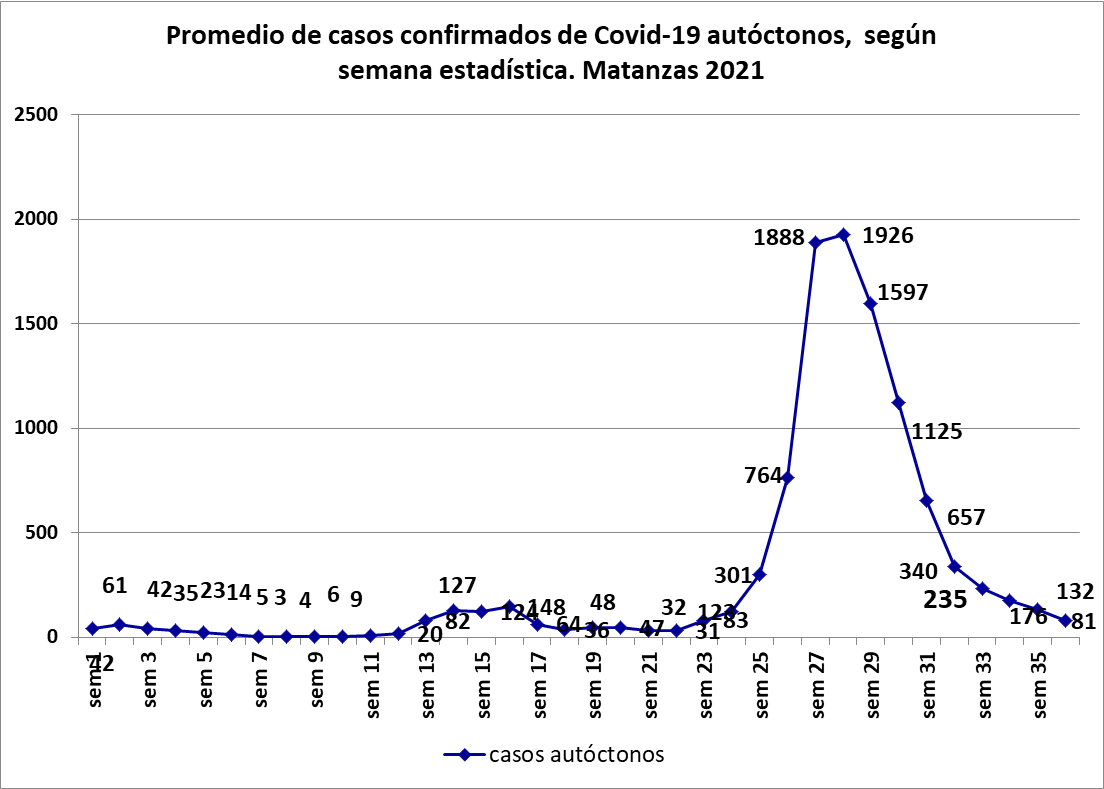 Promedio de casos confirmados de Covid-19 autóctonos, según
semana estadística. Matanzas 2021
2500
2000
1500
1000
500
0
42
61
42
35
23
14
5
3
4
6
9
20
82
127
124
148
64
36
48
47
32
31
83
123
301
764
1888
1926
1597
1125
657
340
235
176
132
81
sem 1
sem 3
sem 5
sem 7
sem 9
sem 11
sem 13
sem 15
sem 17
sem 19
sem 21
sem 23
sem 25
sem 27
sem 29
sem 31
sem 33
sem 35
casos autóctonos